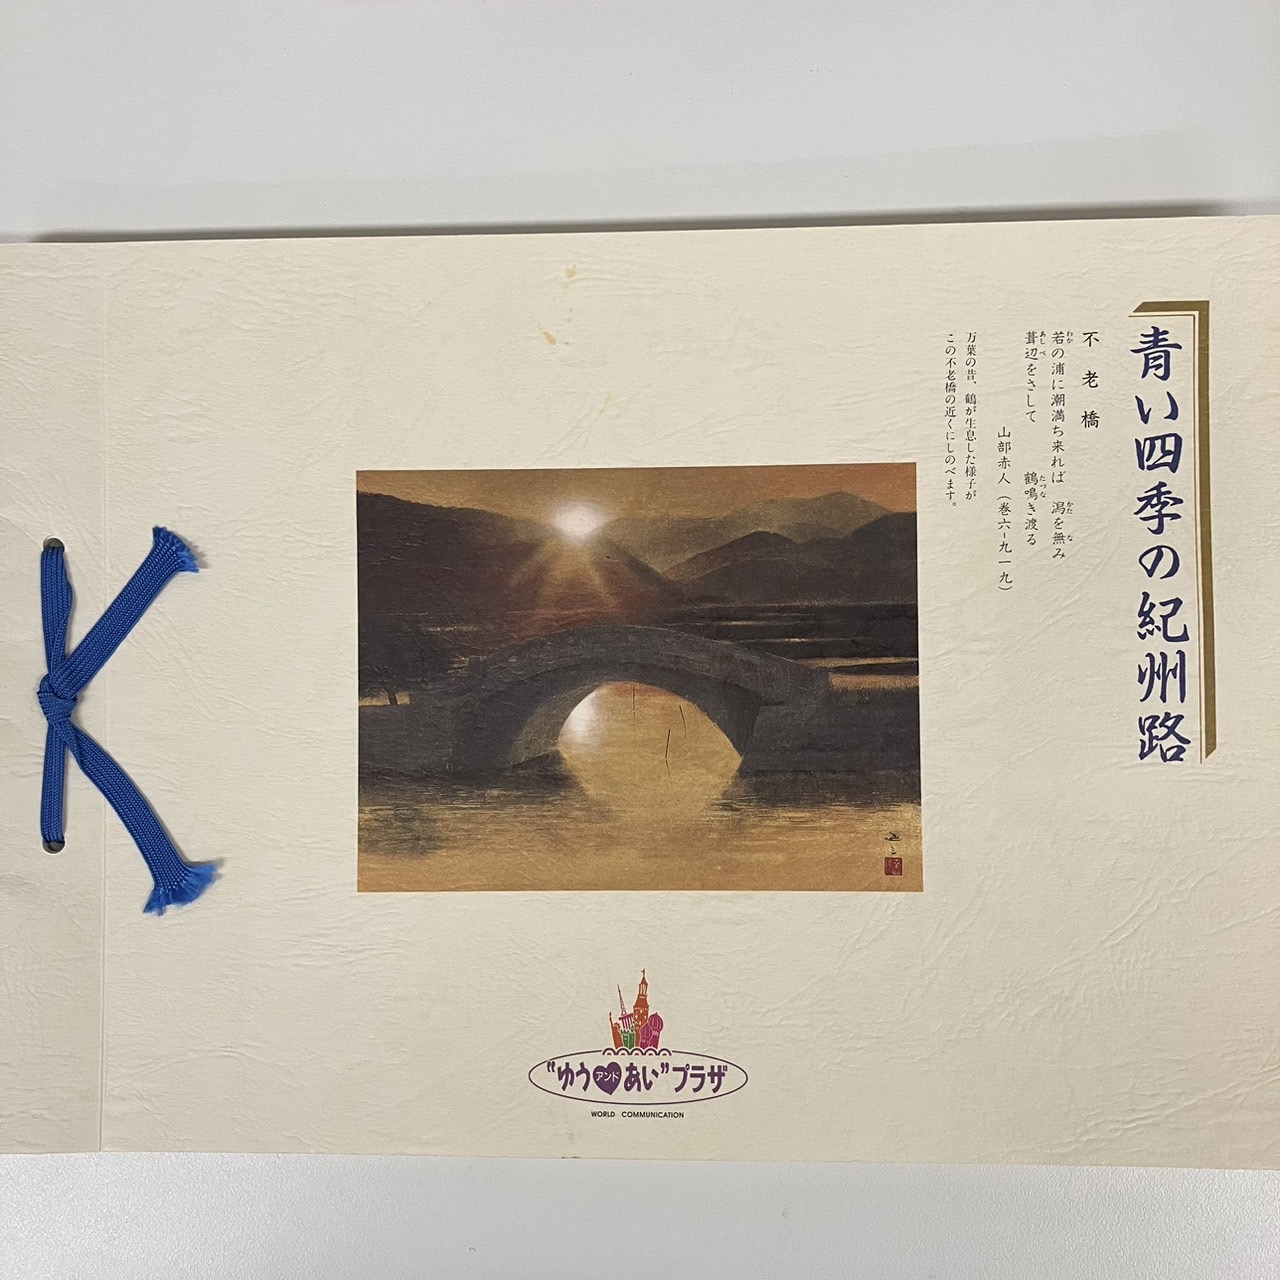 青い四季の紀州路
不老橋
若の浦に潮満ち来れば 潟を無み
葺辺をさして 鶴鳴き渡る
山部赤人(巻六-九一九)
万葉の昔、鶴が生息した様子が
この不老橋の近くにしのべます。
"ゆうアンドあい"プラザ
WORLD COMMUNICATION